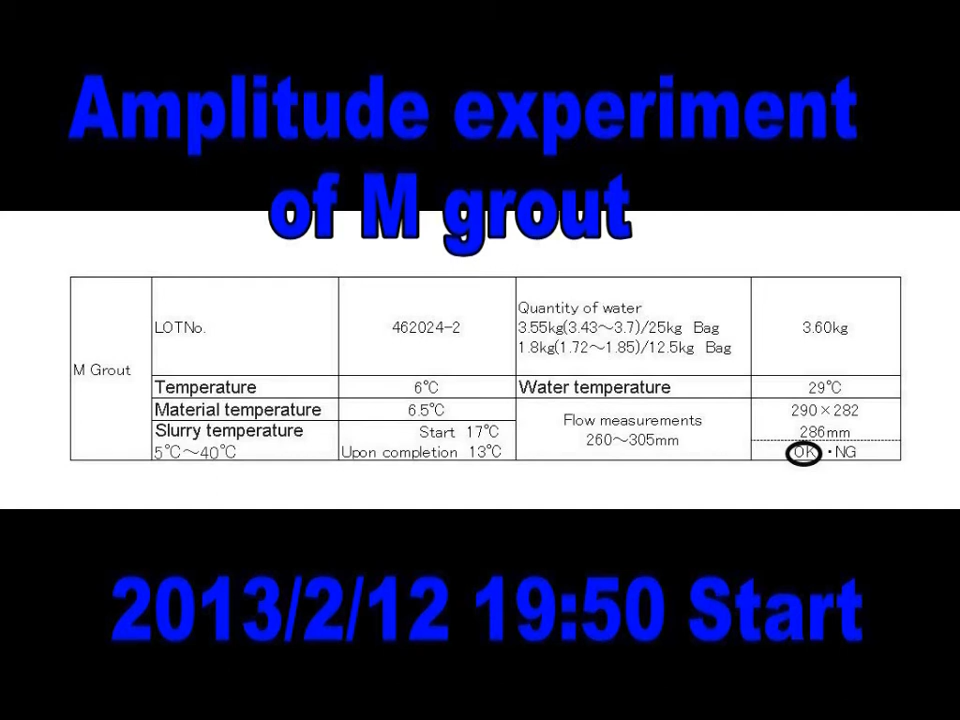 Amplitude experiment
of M grout
M Grout
LOTNo.
462024-2
Quantity of water
3.55kg(3.43～3.7)/25kg Bag
1.8kg(1.72～1.85)/12.5kg Bag
3.60kg
Temperature
6℃
Water temperature
29℃
Material temperature
6.5℃
Flow measurements
260～305mm
290×282
286mm
Slurry temperature
5℃～40℃
Start 17℃
Upon completion 13℃
OK・NG
2013/2/12 19:50 Start